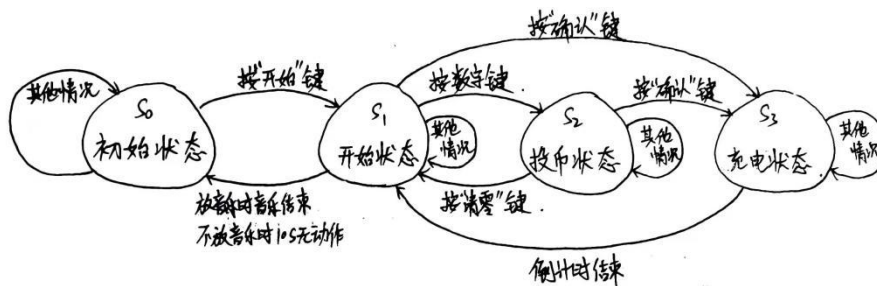 按"确认"键
按"开始"键
按数字键
按"确认"键
其他情况
S₀
初始状态
S₁
开始状态
其他
情况
S₂
投币状态
其他
情况
S₃
充电状态
其他
情况
放音乐时音乐结束
不放音乐时10s无动作
按"清零"键
倒计时结束